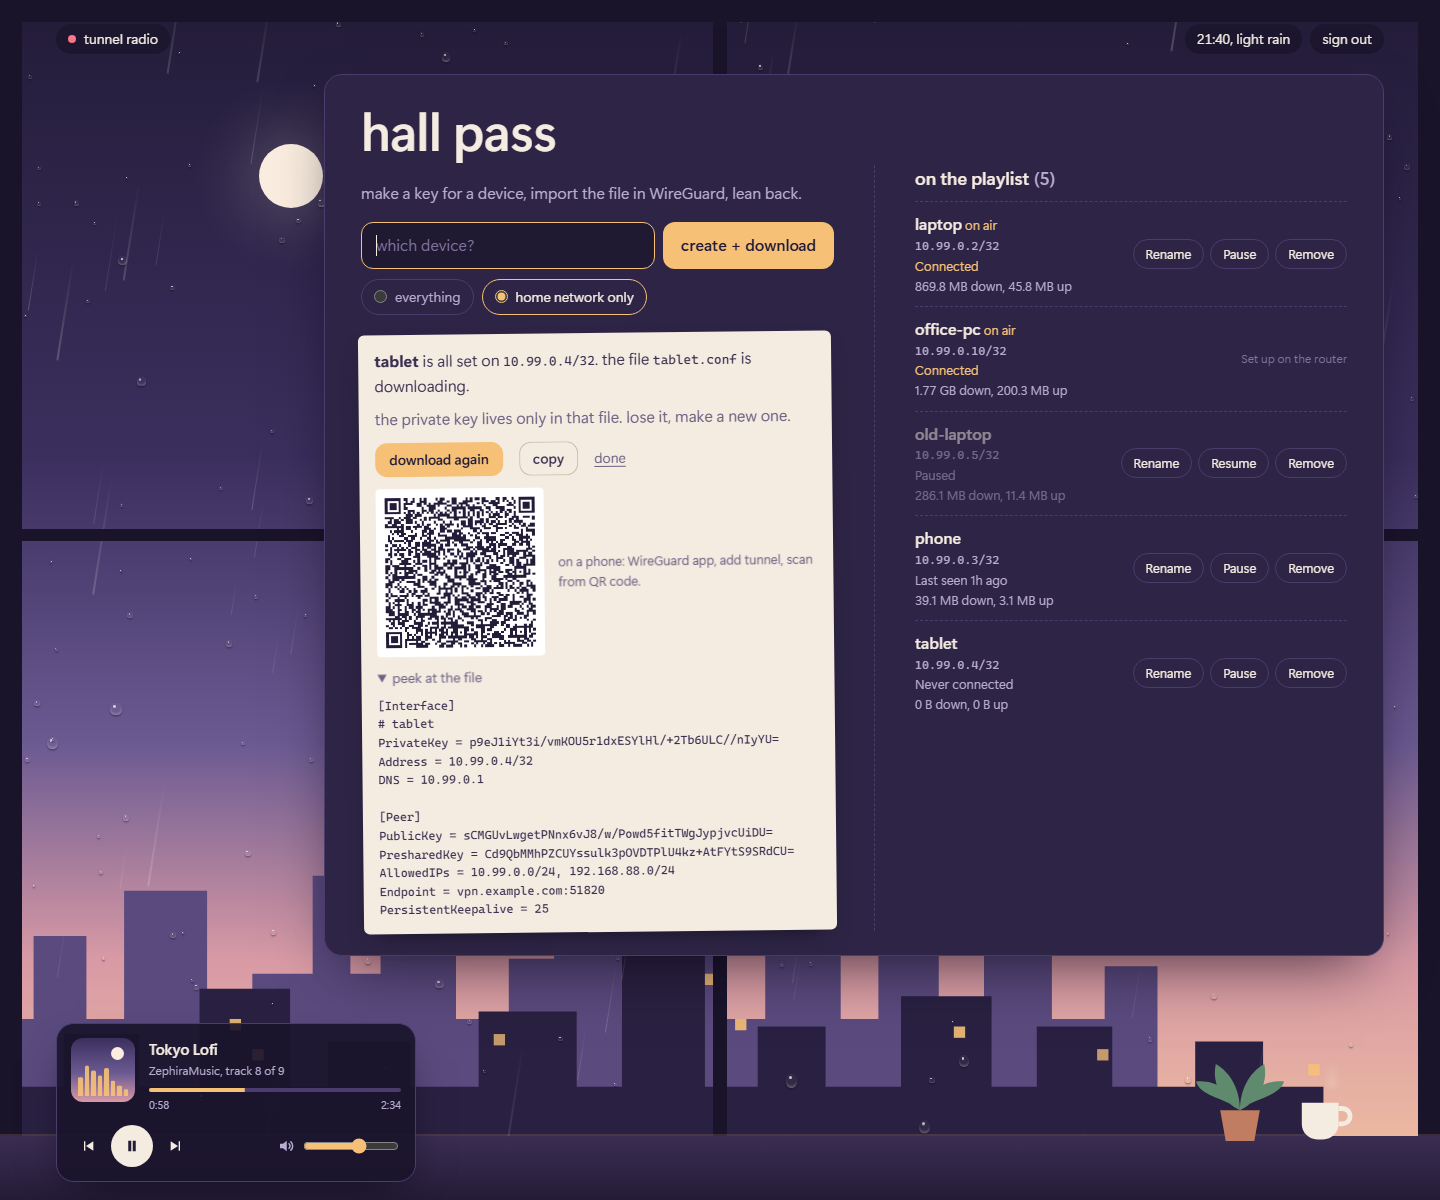 tunnel radio
21:40, light rain
sign out
hall pass
make a key for a device, import the file in WireGuard, lean back.
which device?
create + download
everything
home network only
tablet is all set on 10.99.0.4/32. the file tablet.conf is
downloading.
the private key lives only in that file. lose it, make a new one.
download again
copy
done
on a phone: WireGuard app, add tunnel, scan
from QR code.
▼ peek at the file
[Interface]
# tablet
PrivateKey = p9eJ1iYt3i/vmKOU5r1dxESYlHl/+2Tb6ULC//nIyYU=
Address = 10.99.0.4/32
DNS = 10.99.0.1
[Peer]
PublicKey = sCMGUvLwgetPNnx6vJ8/w/Powd5fitTWgJypjvcUiDU=
PresharedKey = Cd9QbMMhPZCUYssulk3pOVDTPlU4kz+AtFYtS9SRdCU=
AllowedIPs = 10.99.0.0/24, 192.168.88.0/24
Endpoint = vpn.example.com:51820
PersistentKeepalive = 25
on the playlist (5)
laptop on air
10.99.0.2/32
Connected
869.8 MB down, 45.8 MB up
Rename
Pause
Remove
office-pc on air
10.99.0.10/32
Connected
1.77 GB down, 200.3 MB up
Set up on the router
old-laptop
10.99.0.5/32
Paused
286.1 MB down, 11.4 MB up
Rename
Resume
Remove
phone
10.99.0.3/32
Last seen 1h ago
39.1 MB down, 3.1 MB up
Rename
Pause
Remove
tablet
10.99.0.4/32
Never connected
0 B down, 0 B up
Rename
Pause
Remove
Tokyo Lofi
ZephiraMusic, track 8 of 9
0:58
2:34